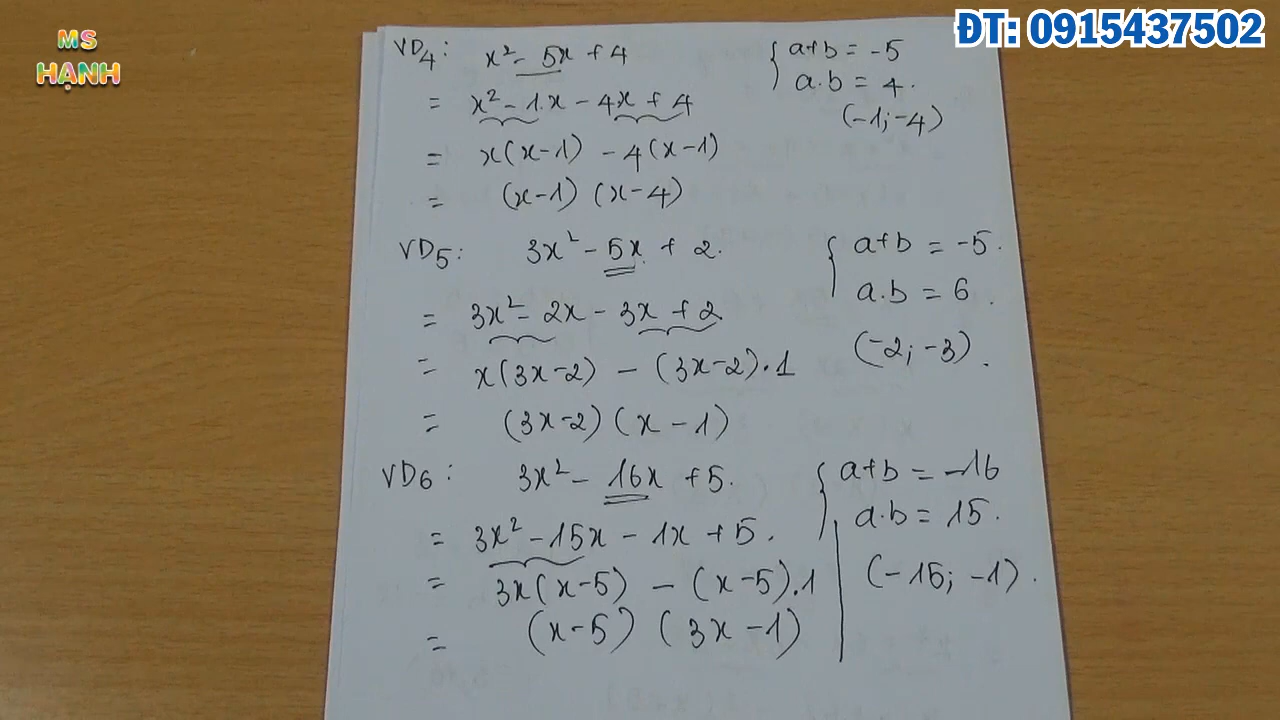 MS
HẠNH
ĐT: 0915437502
VD4: x² - 5x + 4
= x² - 1.x - 4x + 4
= x(x-1) - 4(x-1)
= (x-1) (x-4)
{ a+b = -5
a.b = 4.
(-1; -4)
VD5: 3x² - 5x + 2.
= 3x² - 2x - 3x + 2
= x(3x-2) - (3x-2).1
= (3x-2) (x-1)
{ a+b = -5.
a.b = 6.
(-2; -3).
VD6: 3x² - 16x + 5.
= 3x² - 15x - 1x + 5.
= 3x(x-5) - (x-5).1
= (x-5) (3x-1)
{ a+b = -16
a.b = 15.
(-15; -1).